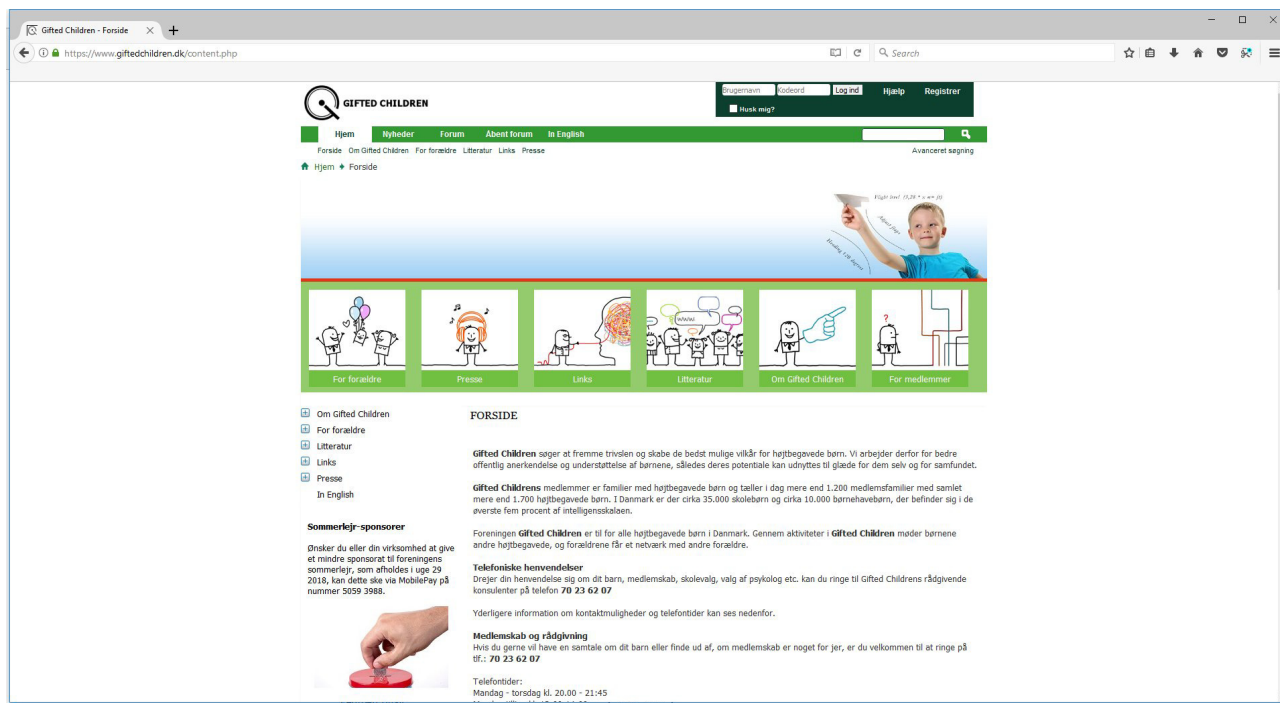 Gifted Children - Forside
https://www.giftedchildren.dk/content.php
Search
GIFTED CHILDREN
Brugernavn Kodeord Log ind Hjælp Registrer
Husk mig?
Hjem Nyheder Forum Åbent forum In English
Forside Om Gifted Children For forældre Litteratur Links Presse Avanceret søgning
Hjem Forside
WWW
?
For forældre Presse Links Litteratur Om Gifted Children For medlemmer
Om Gifted Children
For forældre
Litteratur
Links
Presse
In English
Sommerlejr-sponsorer
Ønsker du eller din virksomhed at give
et mindre sponsorat til foreningens
sommerlejr, som afholdes i uge 29
2018, kan dette ske via MobilePay på
nummer 5059 3988.
FORSIDE
Gifted Children søger at fremme trivslen og skabe de bedst mulige vilkår for højtbegavede børn. Vi arbejder derfor for bedre
offentlig anerkendelse og understøttelse af børnene, således deres potentiale kan udnyttes til glæde for dem selv og for samfundet.
Gifted Childrens medlemmer er familier med højtbegavede børn og tæller i dag mere end 1.200 medlemsfamilier med samlet
mere end 1.700 højtbegavede børn. I Danmark er der cirka 35.000 skolebørn og cirka 10.000 børnehavebørn, der befinder sig i de
øverste fem procent af intelligensskalaen.
Foreningen Gifted Children er til for alle højtbegavede børn i Danmark. Gennem aktiviteter i Gifted Children møder børnene
andre højtbegavede, og forældrene får et netværk med andre forældre.
Telefoniske henvendelser
Drejer din henvendelse sig om dit barn, medlemskab, skolevalg, valg af psykolog etc. kan du ringe til Gifted Childrens rådgivende
konsulenter på telefon 70 23 62 07
Yderligere information om kontaktmuligheder og telefontider kan ses nedenfor.
Medlemskab og rådgivning
Hvis du gerne vil have en samtale om dit barn eller finde ud af, om medlemskab er noget for jer, er du velkommen til at ringe på
tlf.: 70 23 62 07
Telefontider:
Mandag - torsdag kl. 20.00 - 21:45